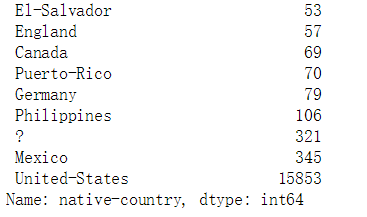 El-Salvador 53
England 57
Canada 69
Puerto-Rico 70
Germany 79
Philippines 106
? 321
Mexico 345
United-States 15853
Name: native-country, dtype: int64